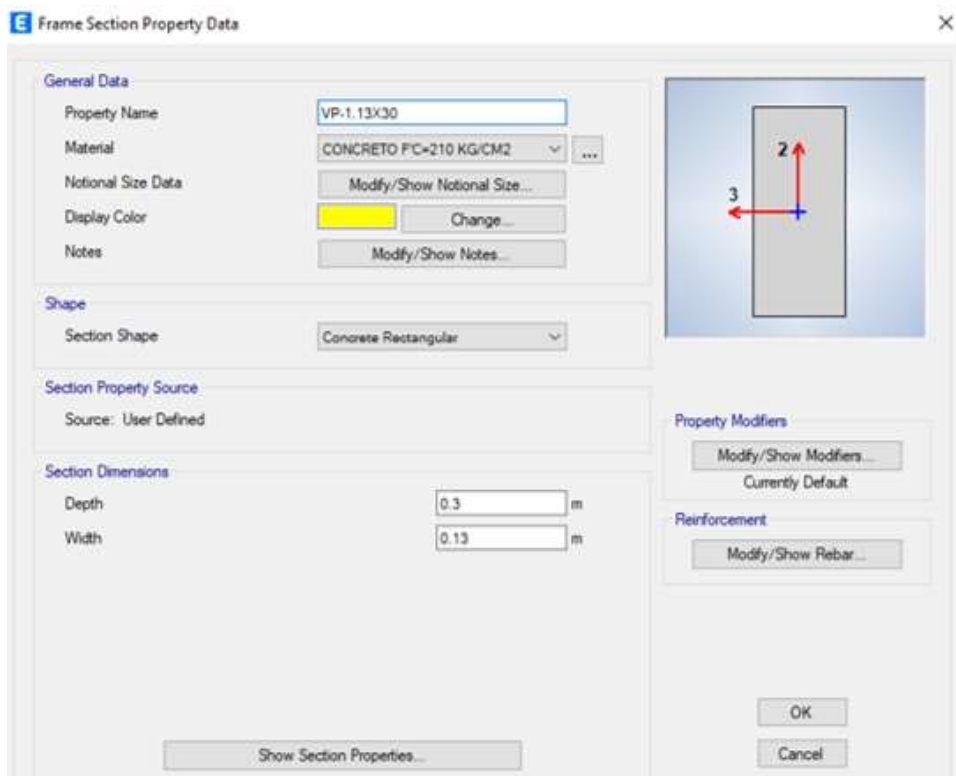 E Frame Section Property Data
General Data
Property Name VP-1.13X30
Material CONCRETO F'C=210 KG/CM2 ...
Notional Size Data Modify/Show Notional Size...
Display Color Change...
Notes Modify/Show Notes...
Shape
Section Shape Concrete Rectangular
Section Property Source
Source: User Defined
Section Dimensions
Depth 0.3 m
Width 0.13 m
Show Section Properties...
2
3
Property Modifiers
Modify/Show Modifiers...
Currently Default
Reinforcement
Modify/Show Rebar...
OK
Cancel